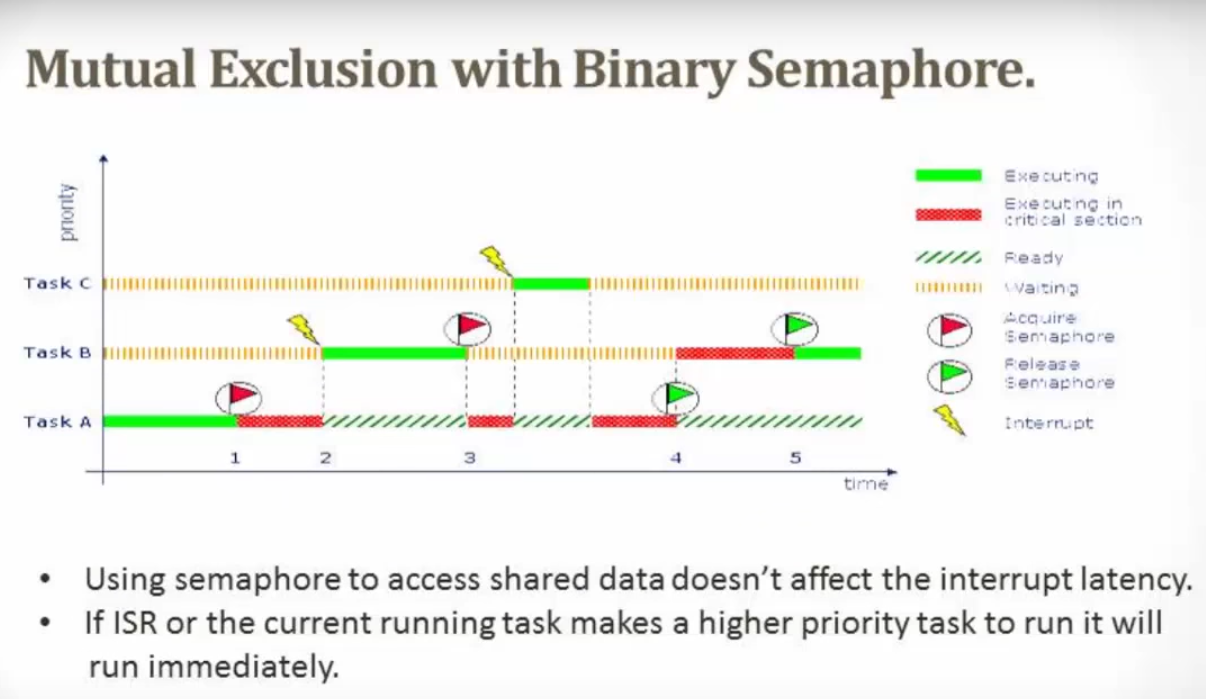 Mutual Exclusion with Binary Semaphore.
priority
Executing
Executing in
critical section
Ready
Waiting
Acquire
Semaphore
Release
Semaphore
Interrupt
Task C
Task B
Task A
1 2 3 4 5
time
• Using semaphore to access shared data doesn't affect the interrupt latency.
• If ISR or the current running task makes a higher priority task to run it will
run immediately.